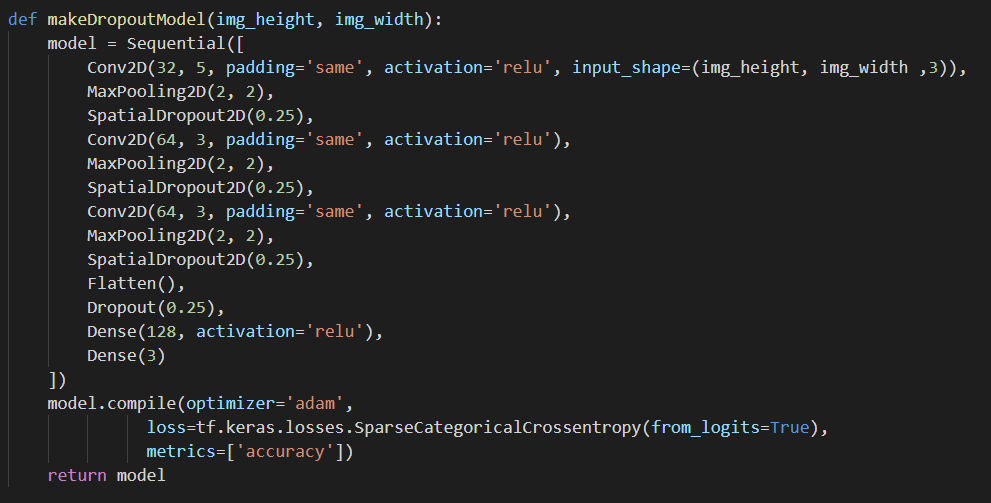 def makeDropoutModel(img_height, img_width):
    model = Sequential([
        Conv2D(32, 5, padding='same', activation='relu', input_shape=(img_height, img_width ,3)),
        MaxPooling2D(2, 2),
        SpatialDropout2D(0.25),
        Conv2D(64, 3, padding='same', activation='relu'),
        MaxPooling2D(2, 2),
        SpatialDropout2D(0.25),
        Conv2D(64, 3, padding='same', activation='relu'),
        MaxPooling2D(2, 2),
        SpatialDropout2D(0.25),
        Flatten(),
        Dropout(0.25),
        Dense(128, activation='relu'),
        Dense(3)
    ])
    model.compile(optimizer='adam',
              loss=tf.keras.losses.SparseCategoricalCrossentropy(from_logits=True),
              metrics=['accuracy'])
    return model